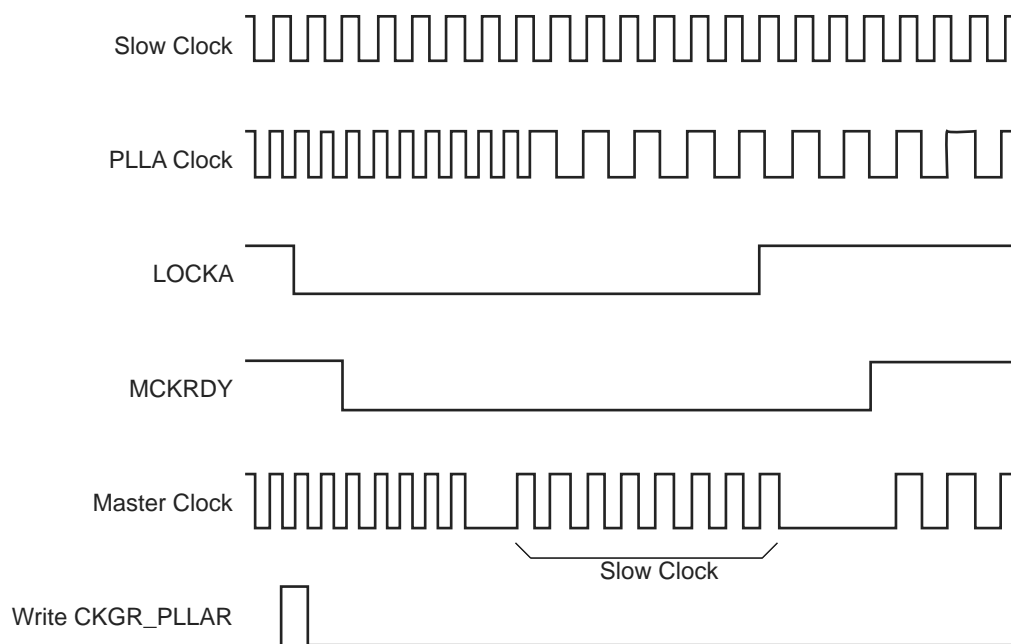 Slow Clock
PLLA Clock
LOCKA
MCKRDY
Master Clock
Slow Clock
Write CKGR_PLLAR